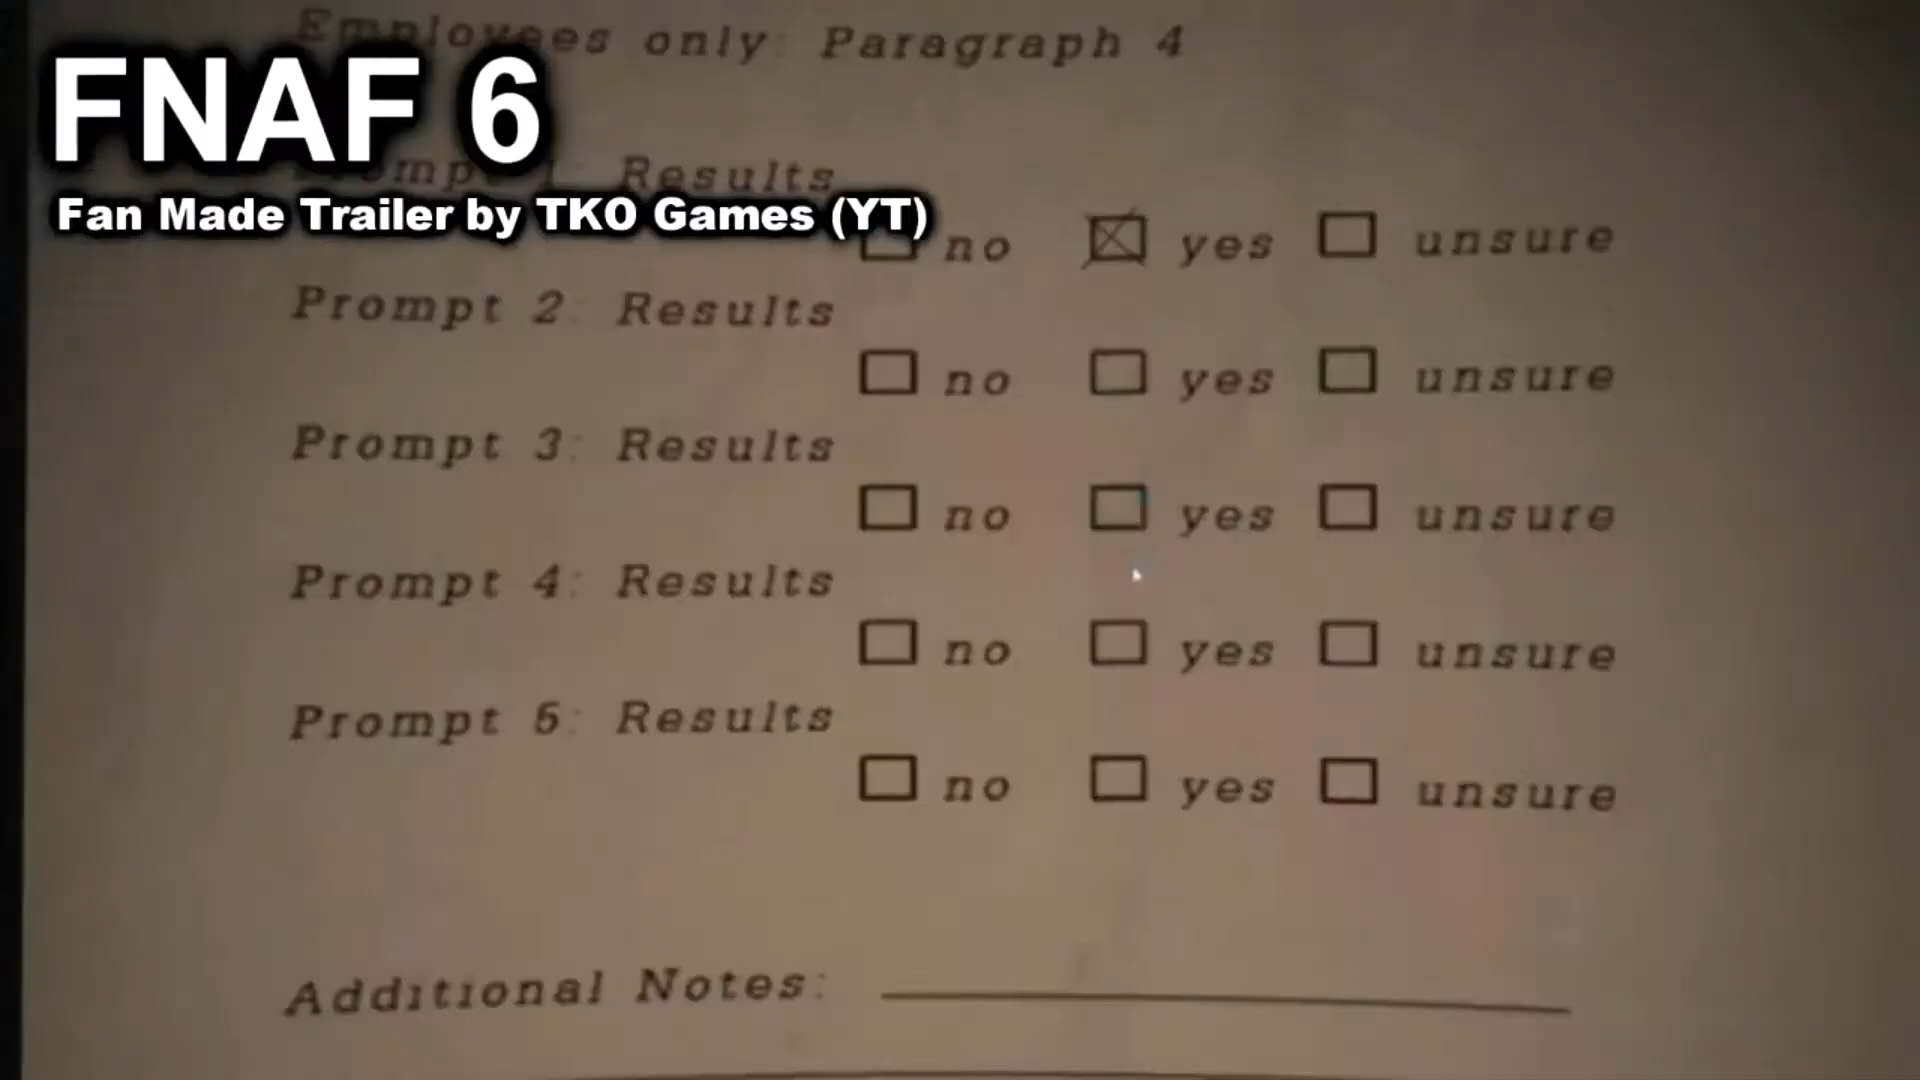 Employees only: Paragraph 4
FNAF 6
Prompt 1: Results
Fan Made Trailer by TKO Games (YT)
no yes unsure
Prompt 2: Results
no yes unsure
Prompt 3: Results
no yes unsure
Prompt 4: Results
no yes unsure
Prompt 5: Results
no yes unsure
Additional Notes: